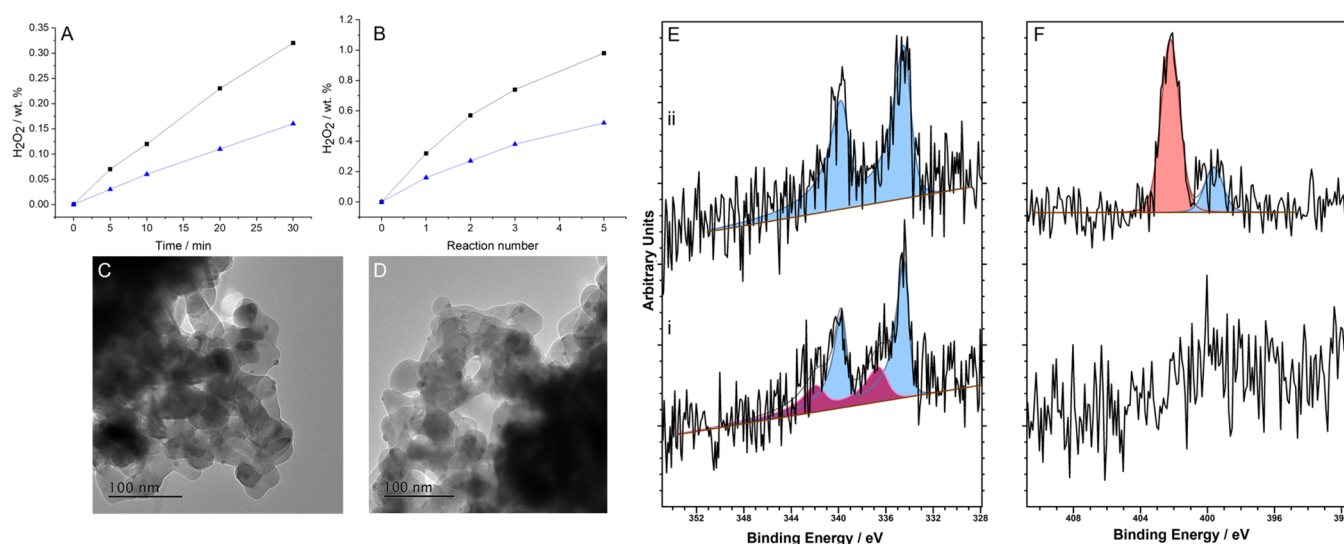 A
H2O2 / wt. %
0.35
0.30
0.25
0.20
0.15
0.10
0.05
0.00
0 5 10 15 20 25 30
Time / min
B
H2O2 / wt. %
1.2
1.0
0.8
0.6
0.4
0.2
0.0
0 1 2 3 4 5
Reaction number
C
100 nm
D
100 nm
E
ii
i
Arbitrary Units
352 348 344 340 336 332 328
Binding Energy / eV
F
408 404 400 396
Binding Energy / eV